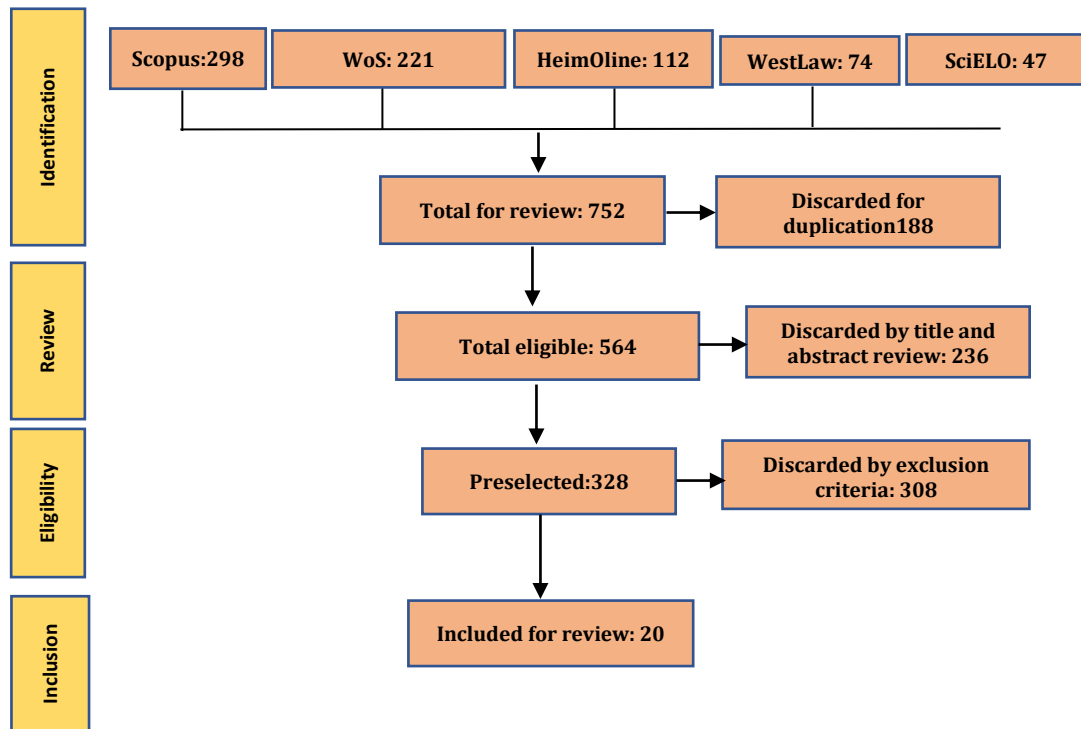 Identification
Scopus:298
WoS: 221
HeimOline: 112
WestLaw: 74
SciELO: 47
Total for review: 752
Discarded for
duplication188
Review
Total eligible: 564
Discarded by title and
abstract review: 236
Eligibility
Preselected:328
Discarded by exclusion
criteria: 308
Inclusion
Included for review: 20